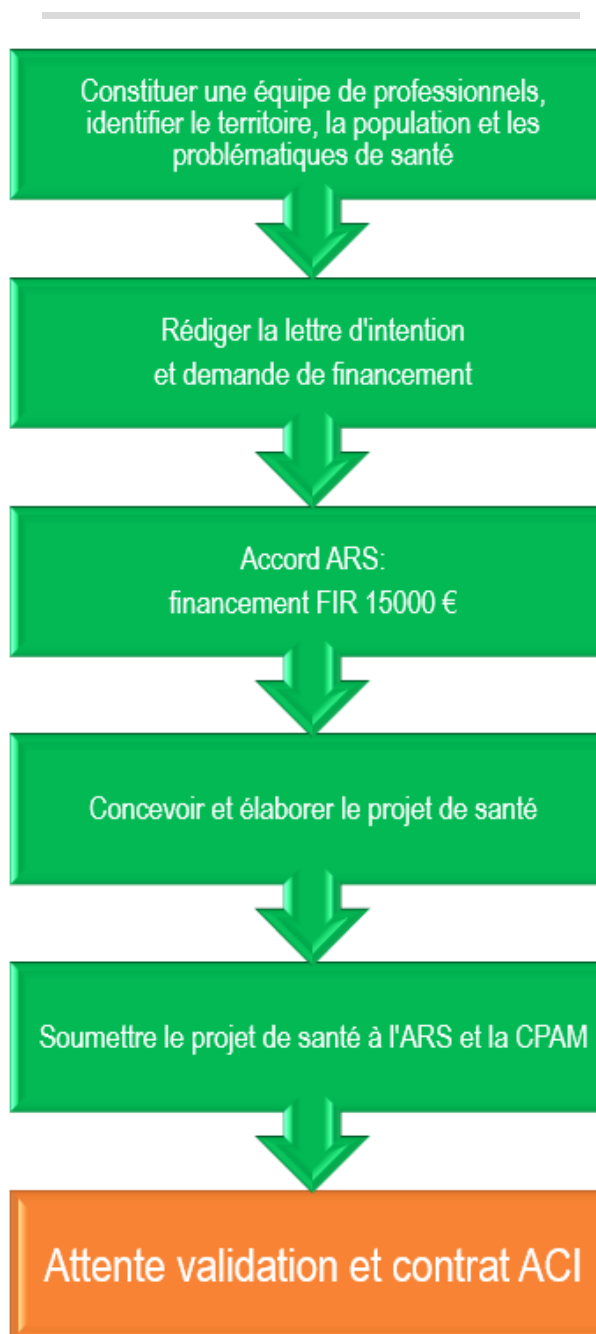 Constituer une équipe de professionnels,
identifier le territoire, la population et les
problématiques de santé
Rédiger la lettre d'intention
et demande de financement
Accord ARS:
financement FIR 15000 €
Concevoir et élaborer le projet de santé
Soumettre le projet de santé à l'ARS et la CPAM
Attente validation et contrat ACI